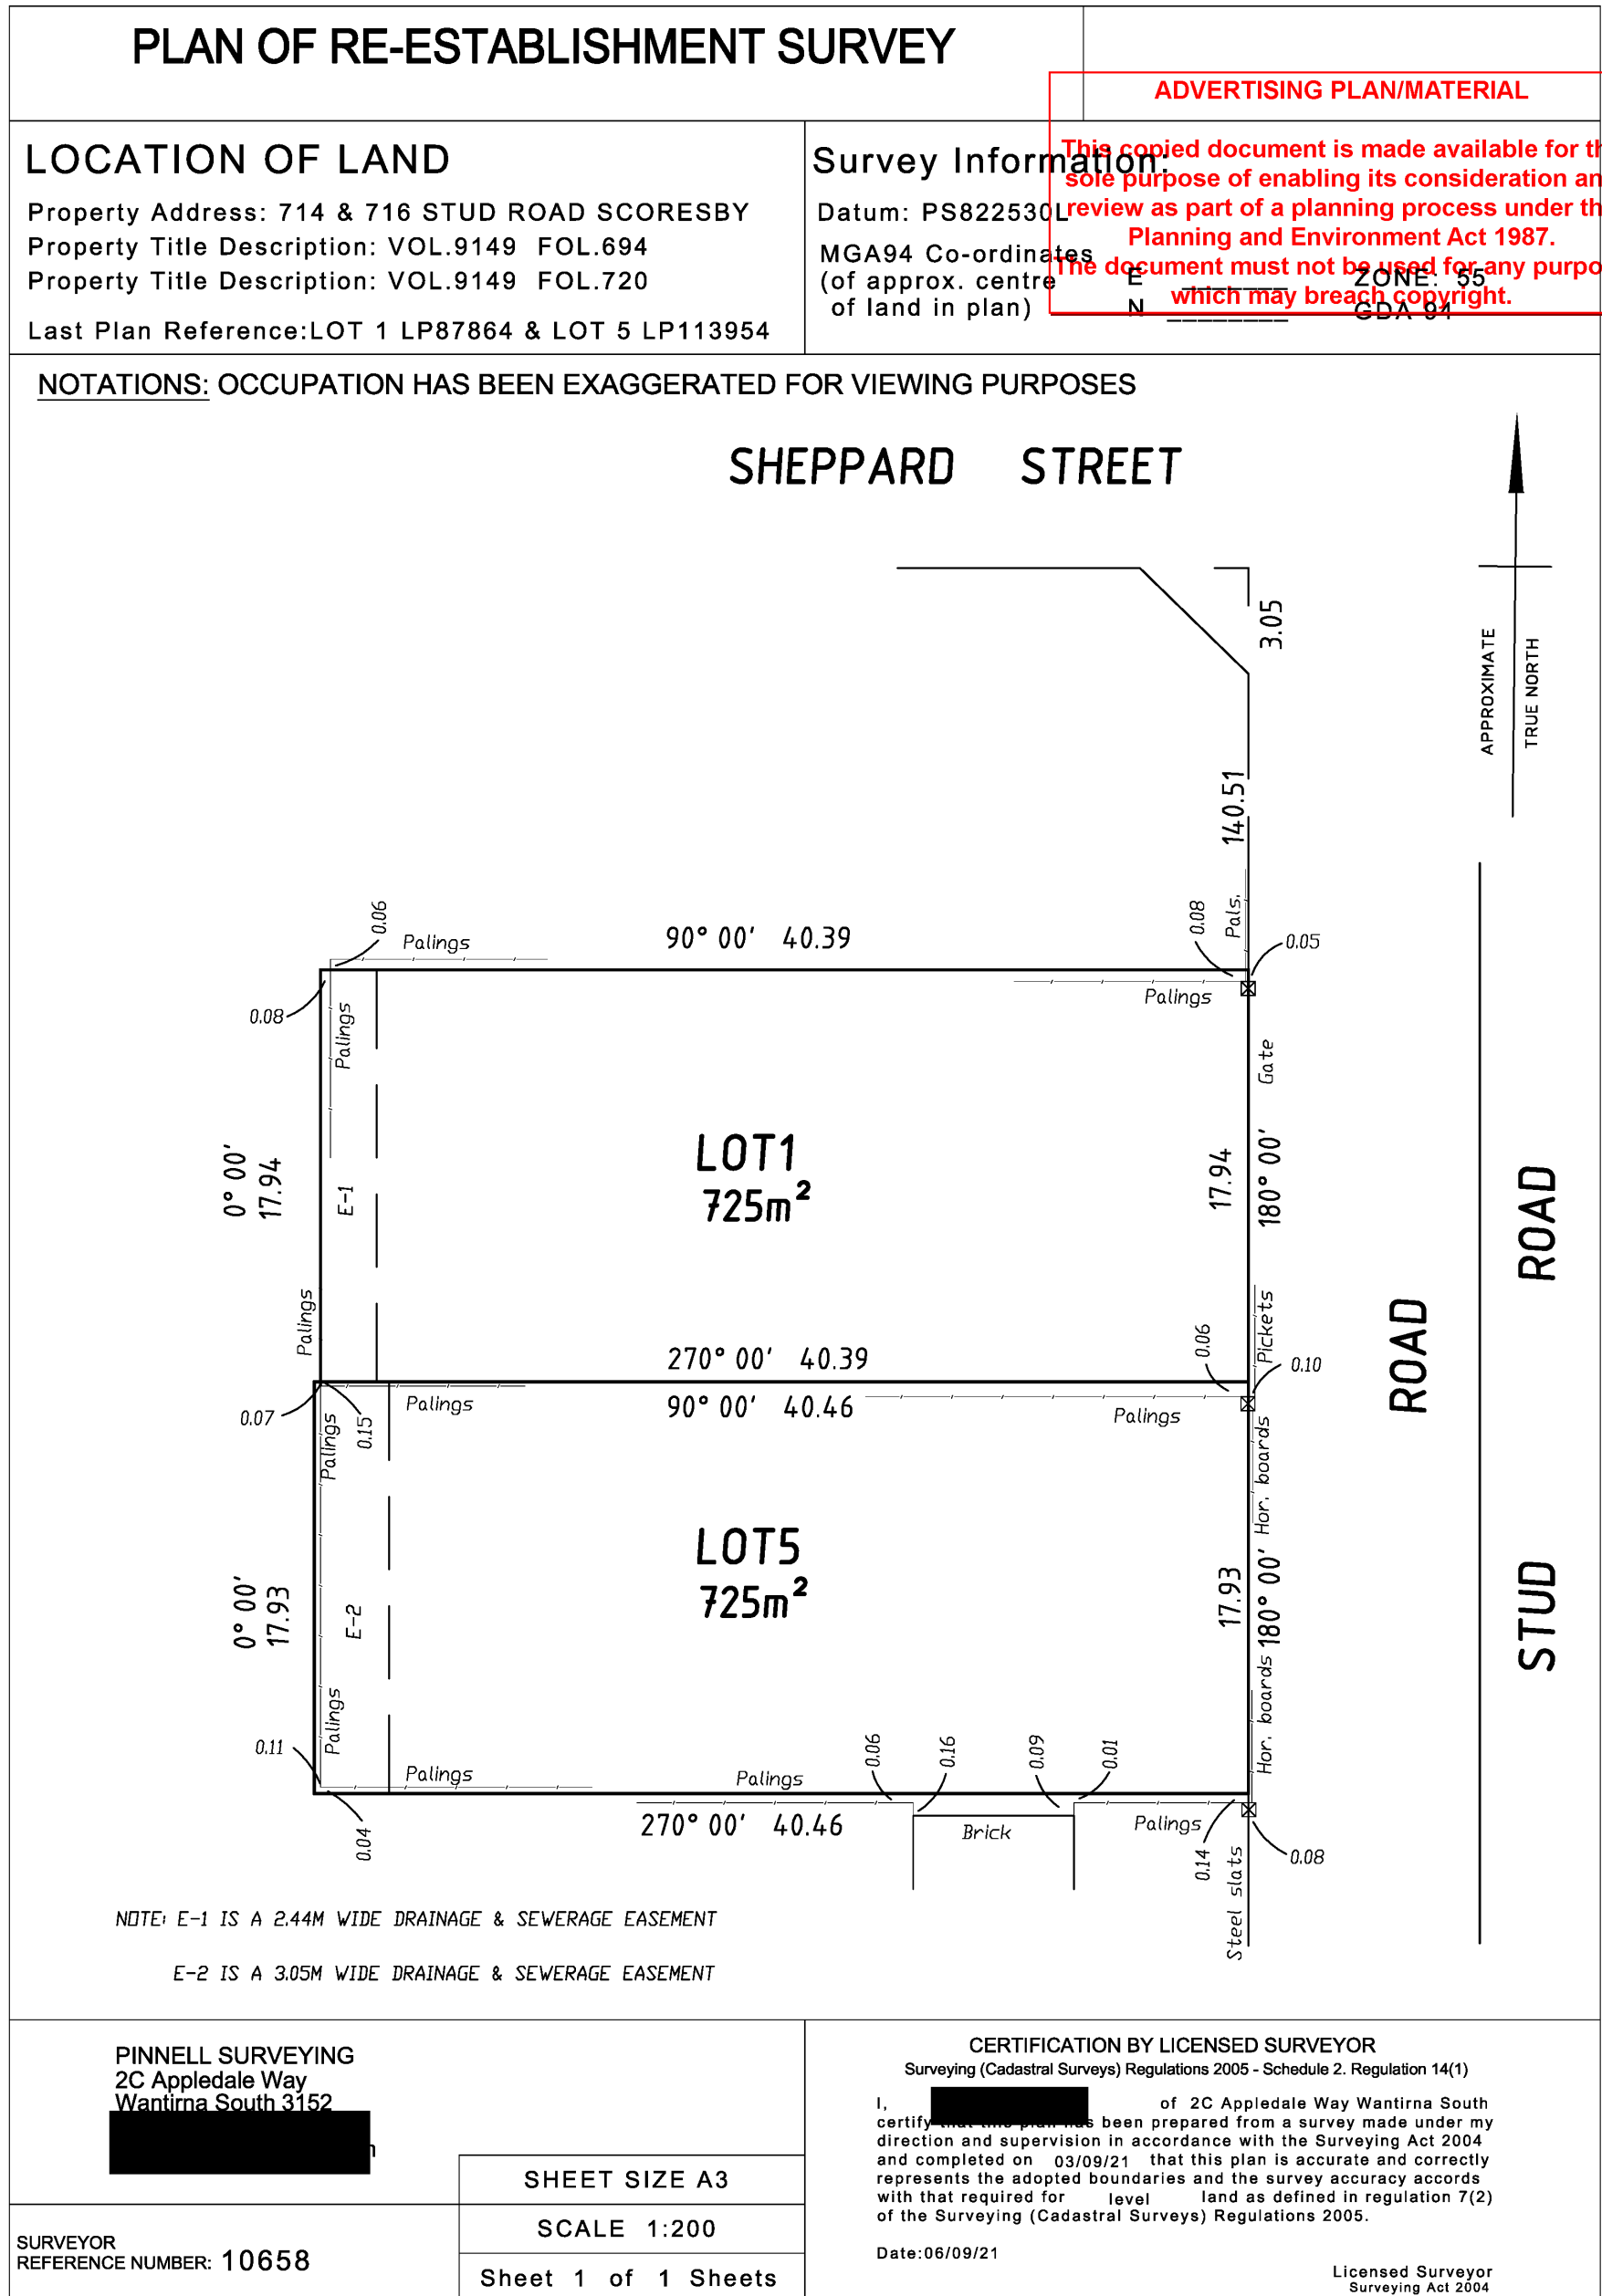 PLAN OF RE-ESTABLISHMENT SURVEY
ADVERTISING PLAN/MATERIAL
This copied document is made available for th
sole purpose of enabling its consideration an
review as part of a planning process under th
Planning and Environment Act 1987.
The document must not be used for any purpo
which may breach copyright.
LOCATION OF LAND
Property Address: 714 & 716 STUD ROAD SCORESBY
Property Title Description: VOL.9149 FOL.694
Property Title Description: VOL.9149 FOL.720
Last Plan Reference:LOT 1 LP87864 & LOT 5 LP113954
Survey Information:
Datum: PS822530L
MGA94 Co-ordinates
(of approx. centre
of land in plan)
E ________ ZONE: 55
N ________ GDA 94
NOTATIONS: OCCUPATION HAS BEEN EXAGGERATED FOR VIEWING PURPOSES
SHEPPARD STREET
3.05
APPROXIMATE
TRUE NORTH
140.51
0.06
Palings
90° 00' 40.39
0.08
Pals.
0.05
0.08
Palings
Palings
Gate
0° 00'
17.94
E-1
LOT1
725m²
17.94
180° 00'
ROAD
Palings
270° 00' 40.39
0.06
Pickets
0.10
ROAD
0.07
Palings
0.15
Palings
90° 00' 40.46
Palings
Hor. boards
0° 00'
17.93
E-2
LOT5
725m²
17.93
180° 00'
STUD
Hor. boards
0.11
Palings
Palings
Palings
0.06
0.16
0.09
0.01
0.04
270° 00' 40.46
Brick
Palings
0.14
Steel slats
0.08
NOTE: E-1 IS A 2.44M WIDE DRAINAGE & SEWERAGE EASEMENT
E-2 IS A 3.05M WIDE DRAINAGE & SEWERAGE EASEMENT
PINNELL SURVEYING
2C Appledale Way
Wantirna South 3152
SURVEYOR
REFERENCE NUMBER: 10658
SHEET SIZE A3
SCALE 1:200
Sheet 1 of 1 Sheets
CERTIFICATION BY LICENSED SURVEYOR
Surveying (Cadastral Surveys) Regulations 2005 - Schedule 2. Regulation 14(1)
I, of 2C Appledale Way Wantirna South
certify that this plan has been prepared from a survey made under my
direction and supervision in accordance with the Surveying Act 2004
and completed on 03/09/21 that this plan is accurate and correctly
represents the adopted boundaries and the survey accuracy accords
with that required for level land as defined in regulation 7(2)
of the Surveying (Cadastral Surveys) Regulations 2005.
Date:06/09/21
Licensed Surveyor
Surveying Act 2004